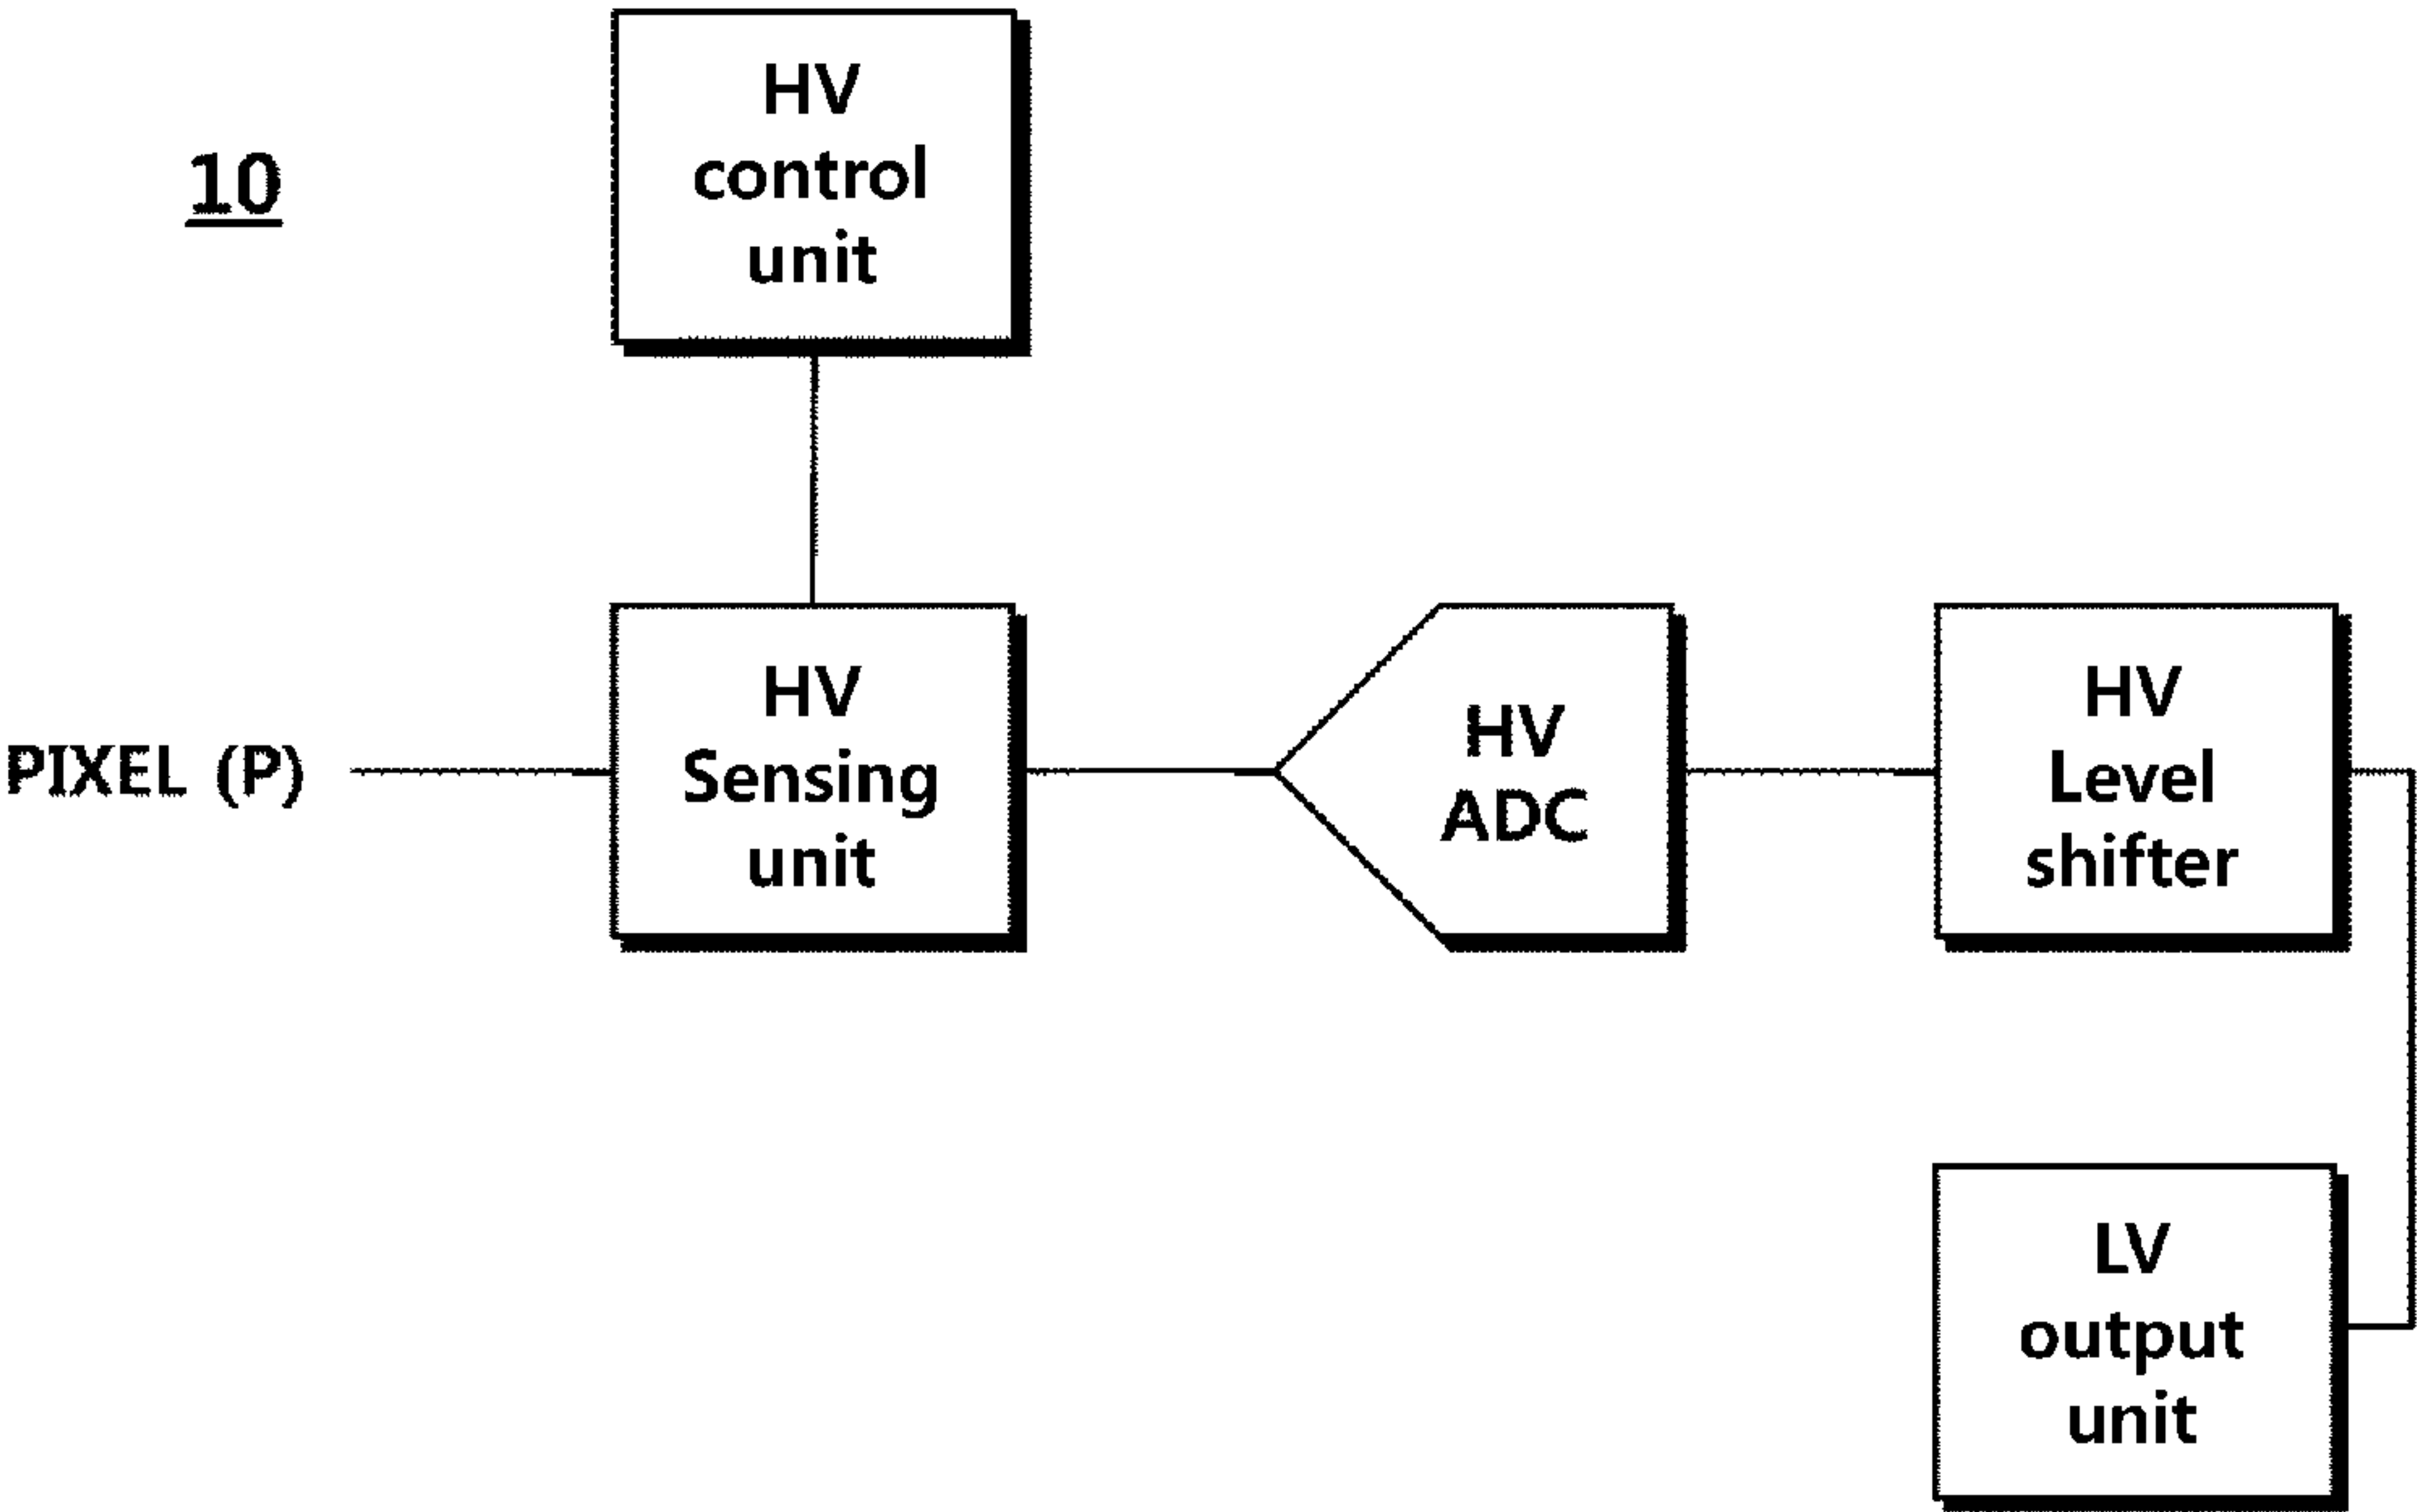 10
HV
control
unit
PIXEL (P)
HV
Sensing
unit
HV
ADC
HV
Level
shifter
LV
output
unit